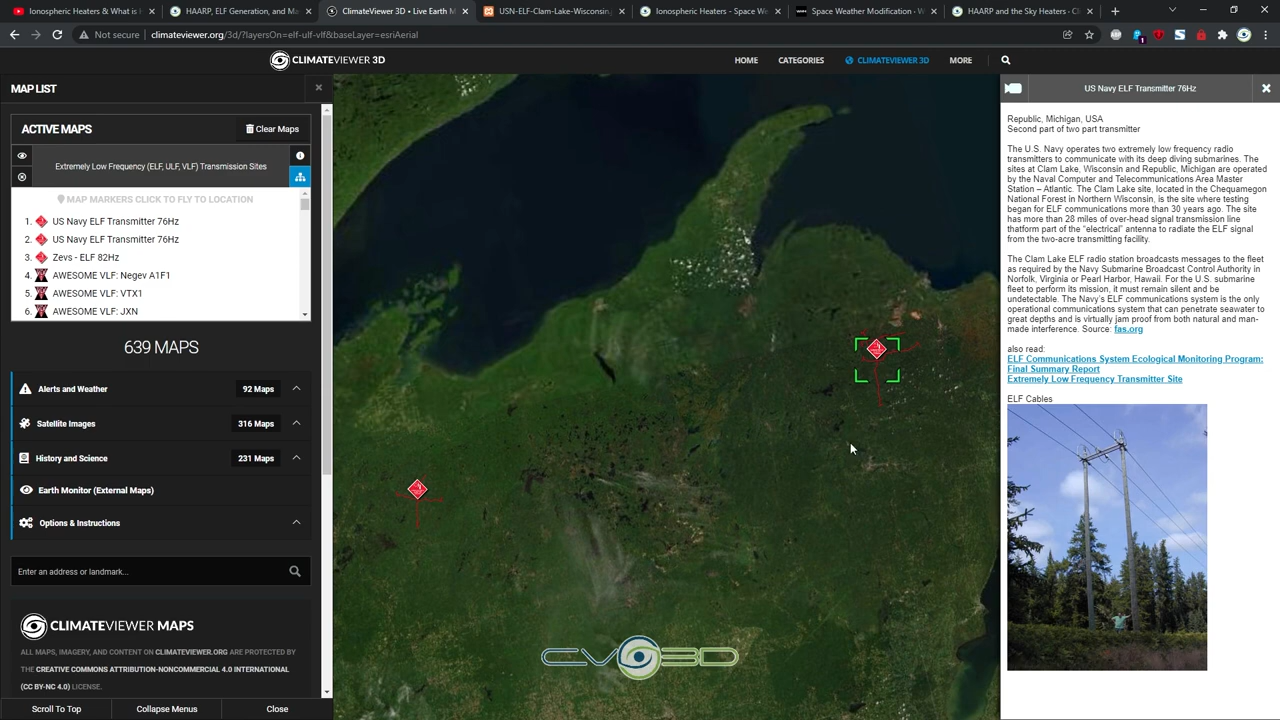 Ionospheric Heaters & What is H
HAARP, ELF Generation, and Ma
ClimateViewer 3D • Live Earth M
USN-ELF-Clam-Lake-Wisconsin,
Ionospheric Heaters - Space Wo
Space Weather Modification - W
HAARP and the Sky Heaters - Cl
Not secure
climateviewer.org/3d/?layersOn=elf-ulf-vlf&baseLayer=esriAerial
1
CLIMATEVIEWER 3D
HOME
CATEGORIES
CLIMATEVIEWER 3D
MORE
MAP LIST
ACTIVE MAPS
Clear Maps
Extremely Low Frequency (ELF, ULF, VLF) Transmission Sites
MAP MARKERS CLICK TO FLY TO LOCATION
1. US Navy ELF Transmitter 76Hz
2. US Navy ELF Transmitter 76Hz
3. Zevs - ELF 82Hz
4. AWESOME VLF: Negev A1F1
5. AWESOME VLF: VTX1
6. AWESOME VLF: JXN
639 MAPS
Alerts and Weather 92 Maps
Satellite Images 316 Maps
History and Science 231 Maps
Earth Monitor (External Maps)
Options & Instructions
Enter an address or landmark...
CLIMATEVIEWER MAPS
ALL MAPS, IMAGERY, AND CONTENT ON CLIMATEVIEWER.ORG ARE PROTECTED BY
THE CREATIVE COMMONS ATTRIBUTION-NONCOMMERCIAL 4.0 INTERNATIONAL
(CC BY-NC 4.0) LICENSE.
Scroll To Top
Collapse Menus
Close
CV3D
US Navy ELF Transmitter 76Hz
Republic, Michigan, USA
Second part of two part transmitter
The U.S. Navy operates two extremely low frequency radio
transmitters to communicate with its deep diving submarines. The
sites at Clam Lake, Wisconsin and Republic, Michigan are operated
by the Naval Computer and Telecommunications Area Master
Station – Atlantic. The Clam Lake site, located in the Chequamegon
National Forest in Northern Wisconsin, is the site where testing
began for ELF communications more than 30 years ago. The site
has more than 28 miles of over-head signal transmission line
thatform part of the "electrical" antenna to radiate the ELF signal
from the two-acre transmitting facility.
The Clam Lake ELF radio station broadcasts messages to the fleet
as required by the Navy Submarine Broadcast Control Authority in
Norfolk, Virginia or Pearl Harbor, Hawaii. For the U.S. submarine
fleet to perform its mission, it must remain silent and be
undetectable. The Navy's ELF communications system is the only
operational communications system that can penetrate seawater to
great depths and is virtually jam proof from both natural and man-
made interference. Source: fas.org
also read:
ELF Communications System Ecological Monitoring Program:
Final Summary Report
Extremely Low Frequency Transmitter Site
ELF Cables